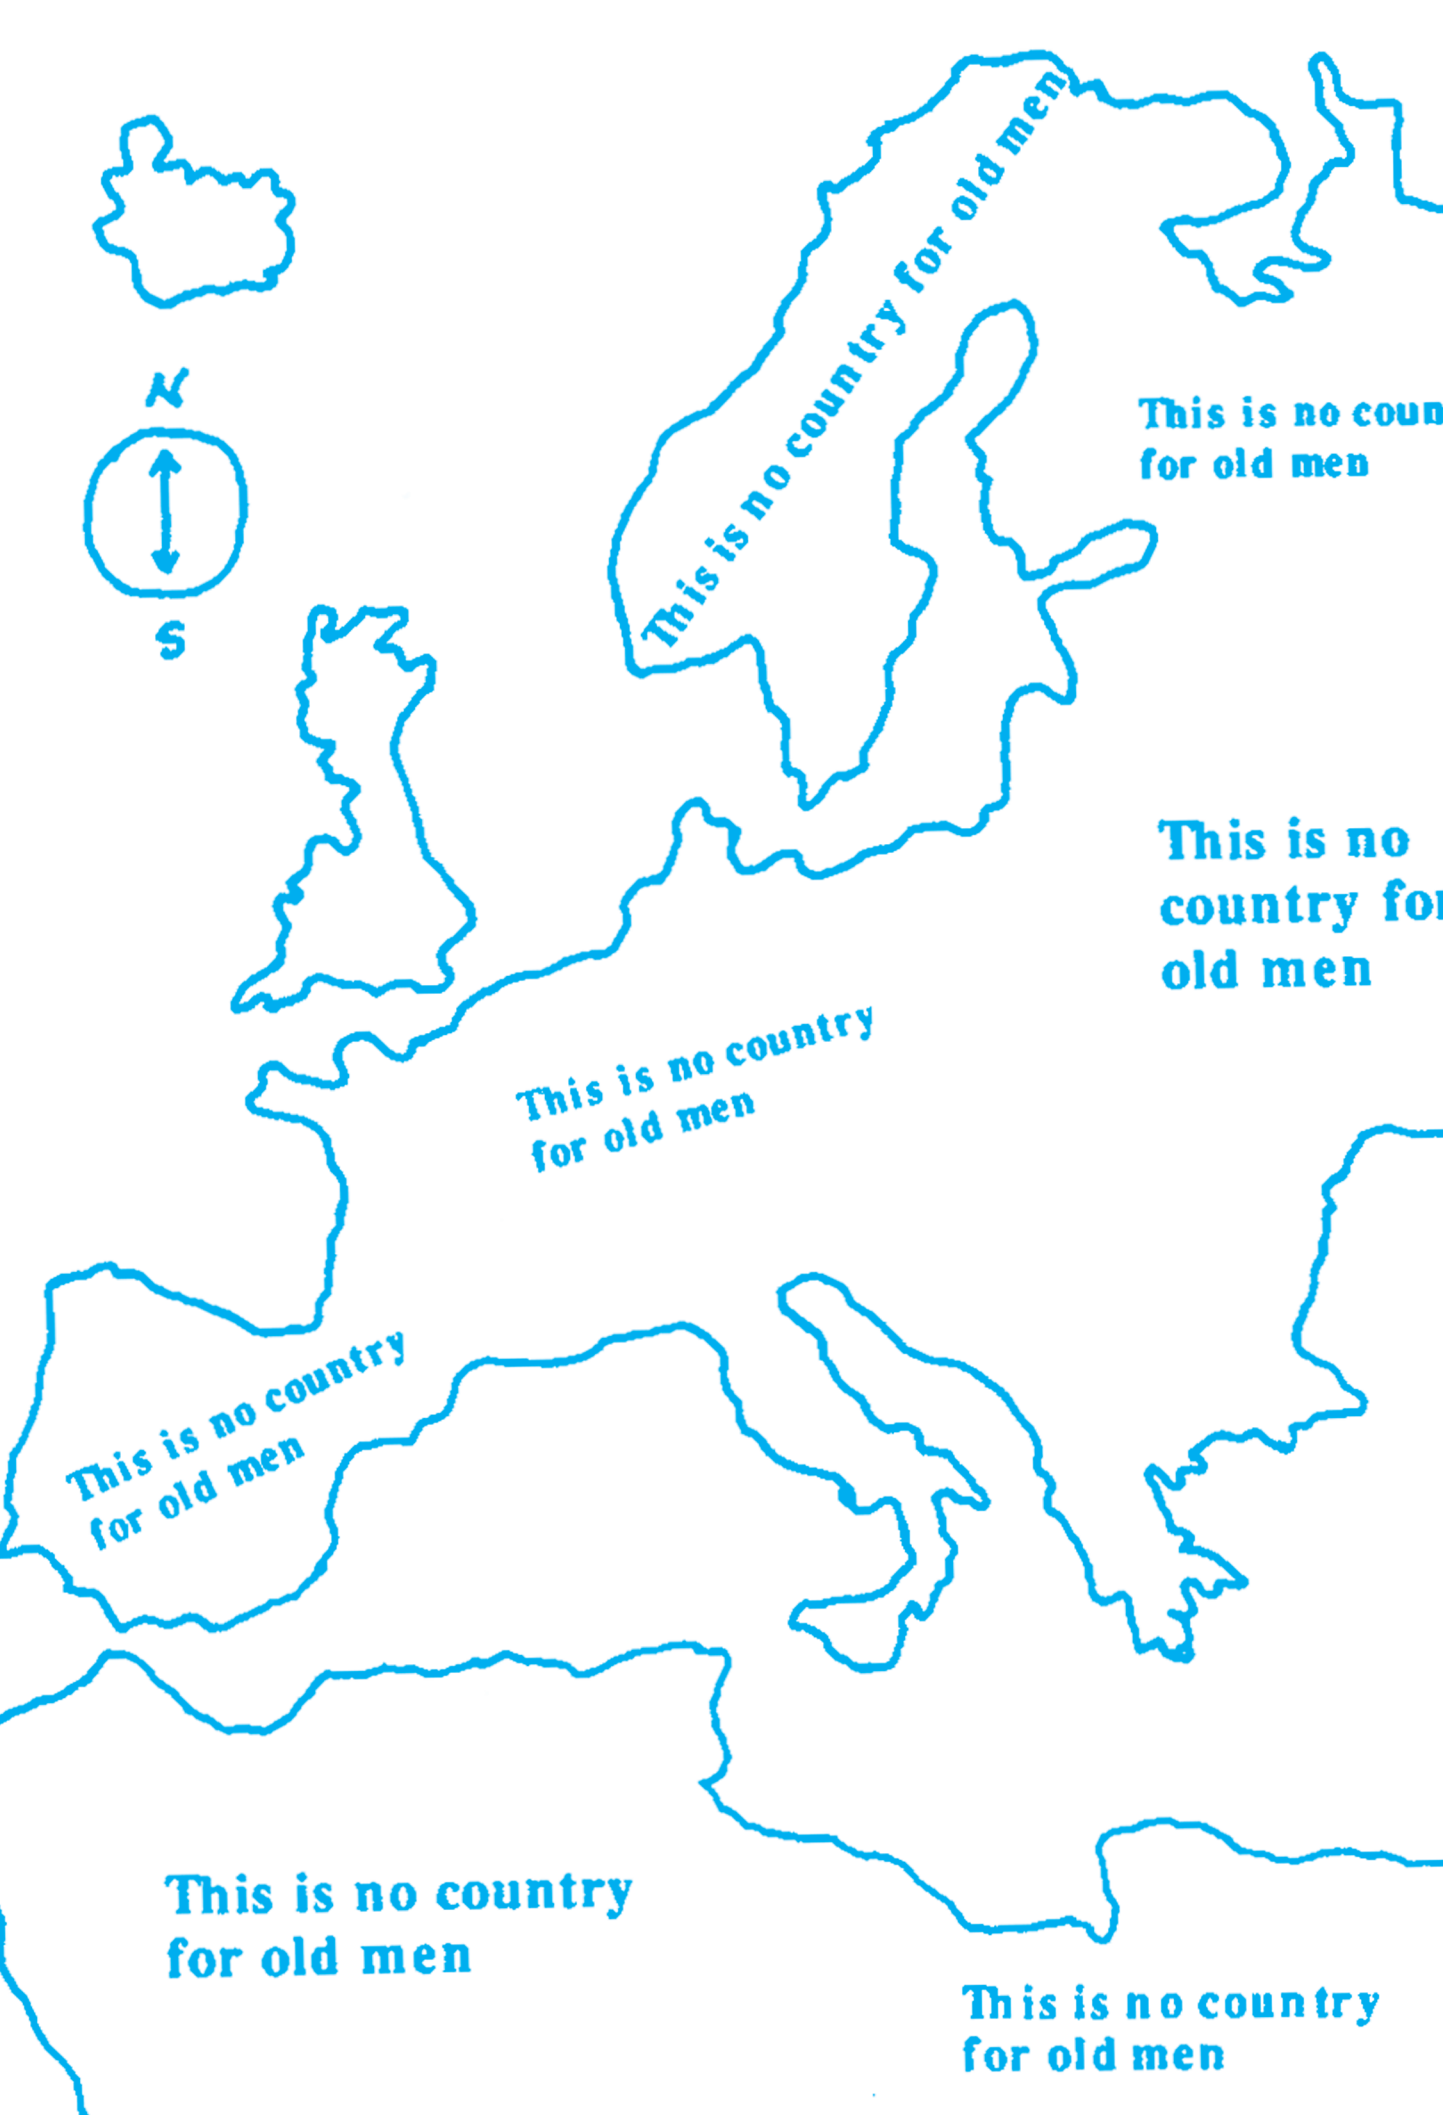 This is no country for old men
N
This is no coun
for old men
S
This is no
country for
old men
This is no country
for old men
This is no country
for old men
This is no country
for old men
This is no country
for old men